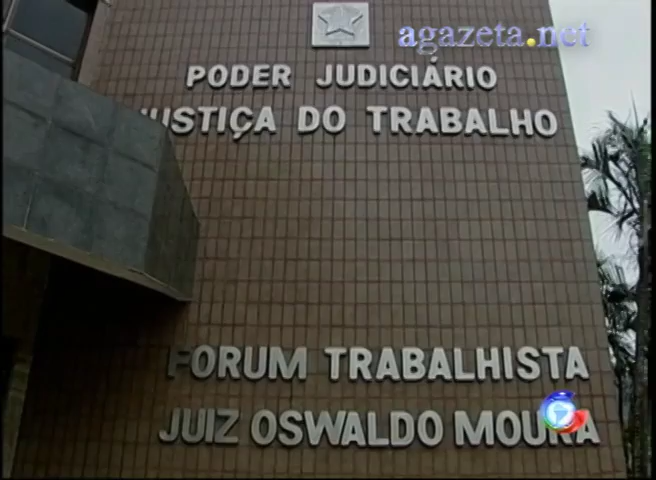 agazeta.net
PODER JUDICIÁRIO
JUSTIÇA DO TRABALHO
FORUM TRABALHISTA
JUIZ OSWALDO MOURA